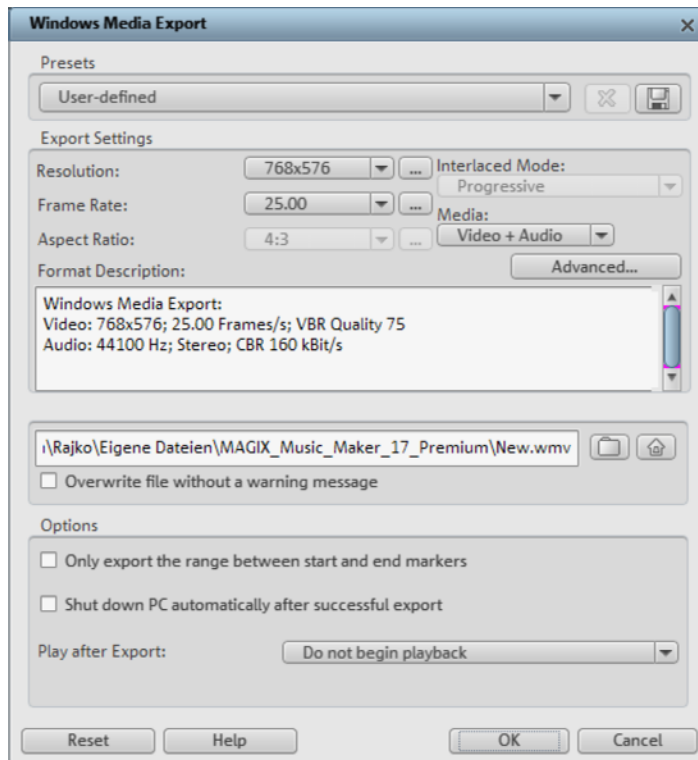 Windows Media Export
Presets
User-defined
Export Settings
Resolution:
768x576
...
Interlaced Mode:
Progressive
Frame Rate:
25.00
...
Media:
Video + Audio
Aspect Ratio:
4:3
...
Format Description:
Advanced...
Windows Media Export:
Video: 768x576; 25.00 Frames/s; VBR Quality 75
Audio: 44100 Hz; Stereo; CBR 160 kBit/s
\Rajko\Eigene Dateien\MAGIX_Music_Maker_17_Premium\New.wmv
Overwrite file without a warning message
Options
Only export the range between start and end markers
Shut down PC automatically after successful export
Play after Export:
Do not begin playback
Reset
Help
OK
Cancel